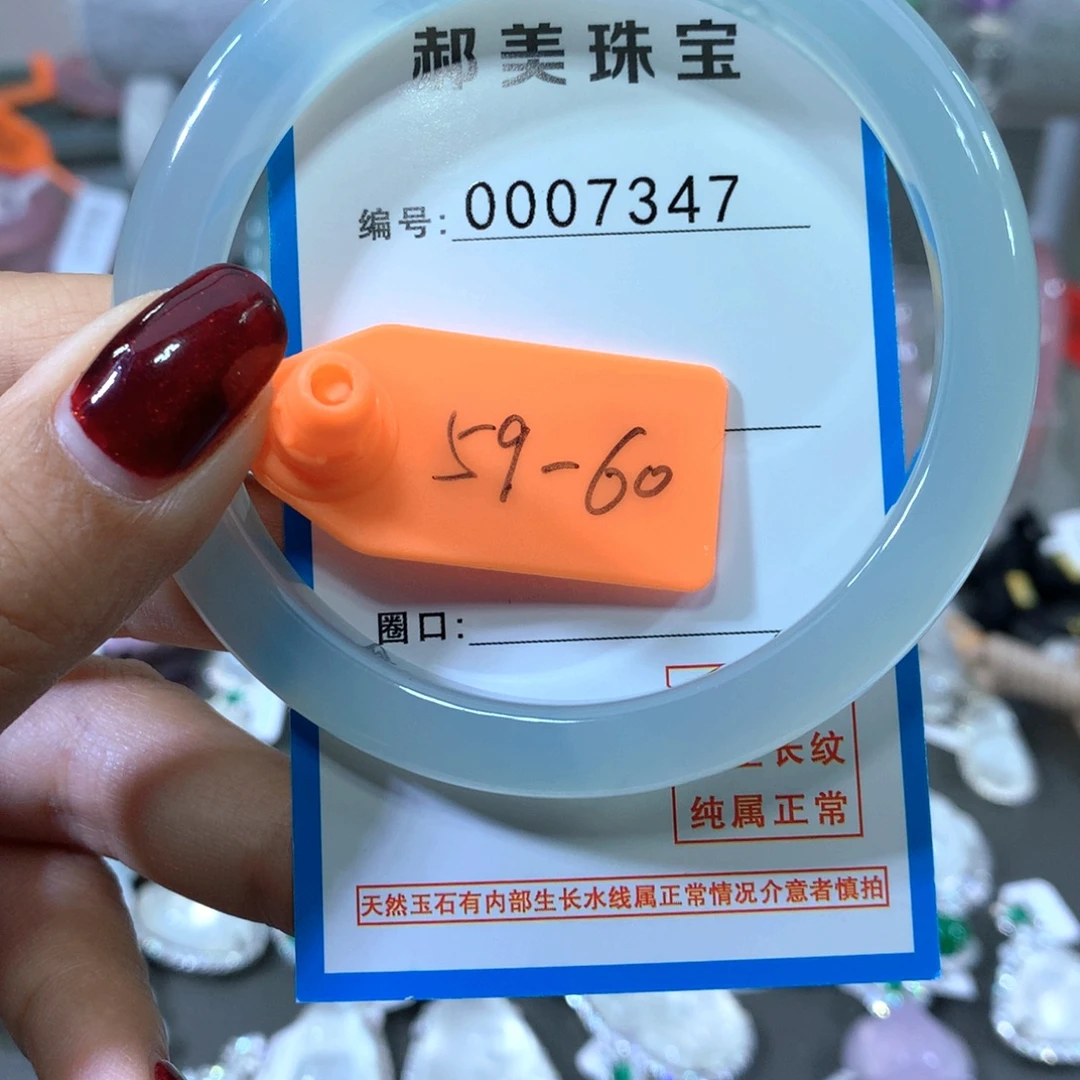 郝美珠宝
编号: 0007347
59-60
圈口:
长纹
纯属正常
天然玉石有内部生长水线属正常情况介意者慎拍